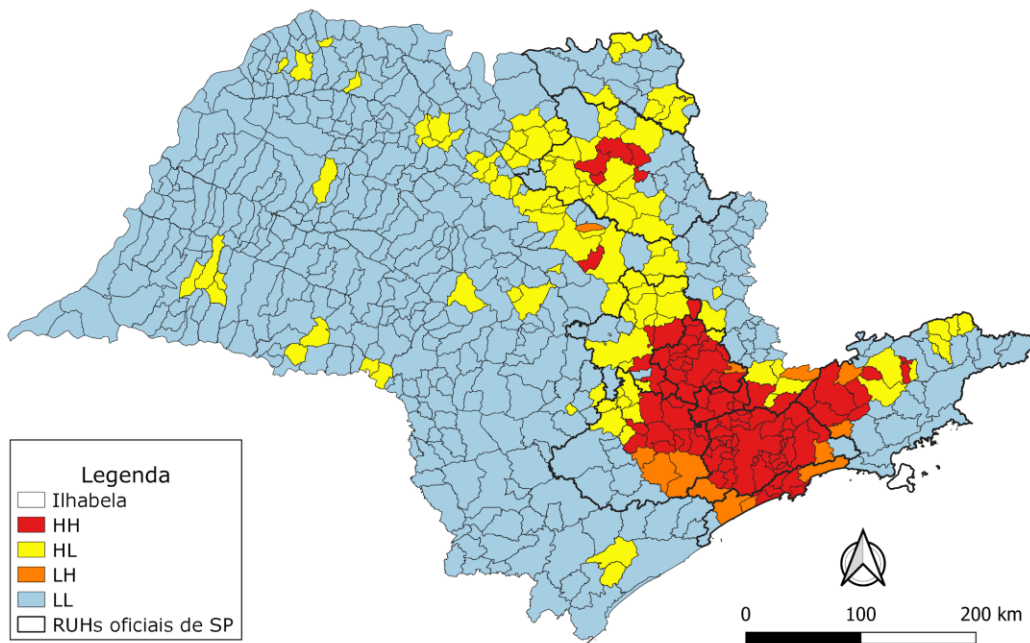 Legenda
Ilhabela
HH
HL
LH
LL
RUHs oficiais de SP
0 100 200 km